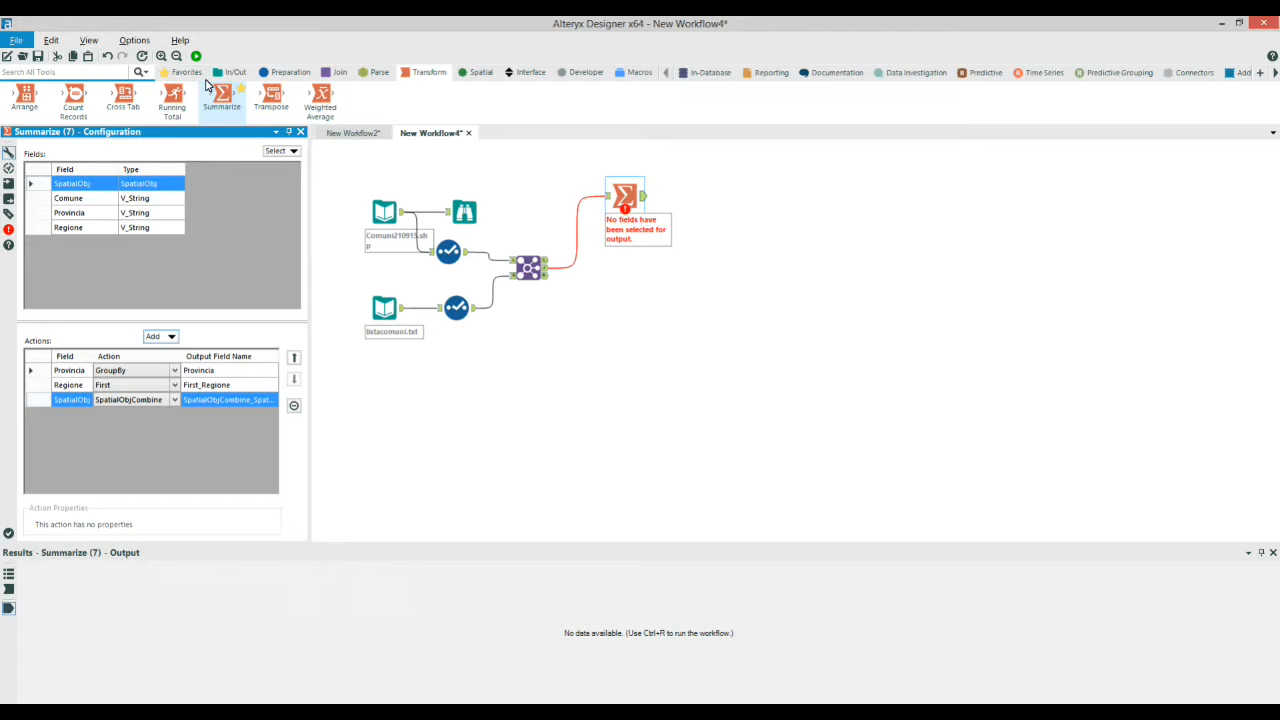 Alteryx Designer x64 - New Workflow4*
File Edit View Options Help
Search All Tools
Favorites In/Out Preparation Join Parse Transform Spatial Interface Developer Macros In-Database Reporting Documentation Data Investigation Predictive Time Series Predictive Grouping Connectors Add
Arrange Count Records Cross Tab Running Total Summarize Transpose Weighted Average
Summarize (7) - Configuration
New Workflow2* New Workflow4*
Fields: Select
Field Type
SpatialObj SpatialObj
Comune V_String
Provincia V_String
Regione V_String
Comuni210915.sh
p
listacomuni.txt
No fields have
been selected for
output.
Add
Actions:
Field Action Output Field Name
Provincia GroupBy Provincia
Regione First First_Regione
SpatialObj SpatialObjCombine SpatialObjCombine_Spat...
Action Properties
This action has no properties
Results - Summarize (7) - Output
No data available. (Use Ctrl+R to run the workflow.)